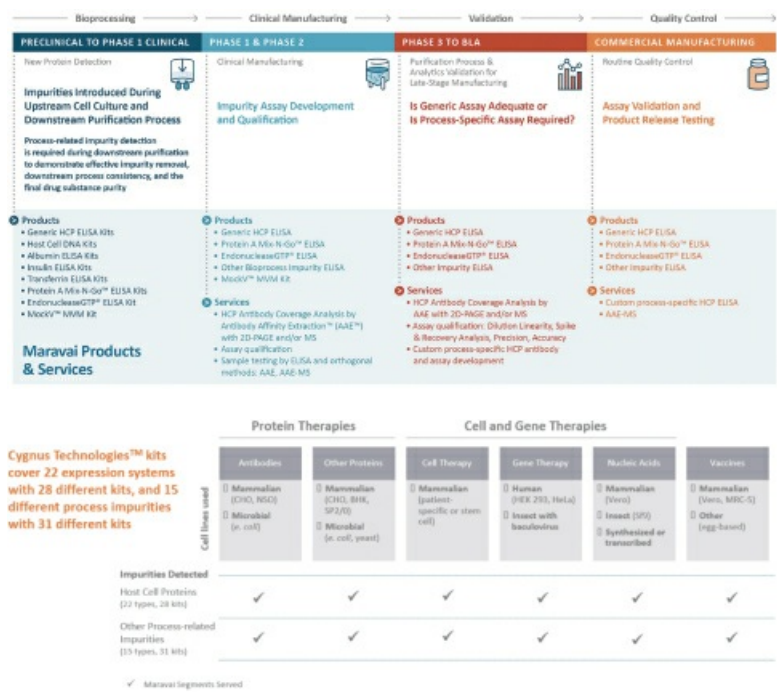 Bioprocessing
Clinical Manufacturing
Validation
Quality Control
PRECLINICAL TO PHASE 1 CLINICAL
PHASE 1 & PHASE 2
PHASE 3 TO BLA
COMMERCIAL MANUFACTURING
New Protein Detection
Impurities Introduced During
Upstream Cell Culture and
Downstream Purification Process
Process-related impurity detection
is required during downstream purification
to demonstrate effective impurity removal,
downstream process consistency, and the
final drug substance purity
Clinical Manufacturing
Impurity Assay Development
and Qualification
Purification Process &
Analytics Validation for
Late-Stage Manufacturing
Is Generic Assay Adequate or
Is Process-Specific Assay Required?
Routine Quality Control
Assay Validation and
Product Release Testing
Products
• Generic HCP ELISA Kits
• Host Cell DNA Kits
• Albumin ELISA Kits
• Insulin ELISA Kits
• Transferrin ELISA Kits
• Protein A Mix-N-Go™ ELISA Kits
• EndonucleaseGTP® ELISA Kit
• MockV™ MVM Kit
Maravai Products
& Services
Products
• Generic HCP ELISA
• Protein A Mix-N-Go™ ELISA
• EndonucleaseGTP® ELISA
• Other Bioprocess Impurity ELISA
• MockV™ MVM Kit
Services
• HCP Antibody Coverage Analysis by
Antibody Affinity Extraction™ (AAE™)
with 2D-PAGE and/or MS
• Assay qualification
• Sample testing by ELISA and orthogonal
methods: AAE, AAE-MS
Products
• Generic HCP ELISA
• Protein A Mix-N-Go™ ELISA
• EndonucleaseGTP® ELISA
• Other Impurity ELISA
Services
• HCP Antibody Coverage Analysis by
AAE with 2D-PAGE and/or MS
• Assay qualification: Dilution Linearity, Spike
& Recovery Analysis, Precision, Accuracy
• Custom process-specific HCP antibody
and assay development
Products
• Generic HCP ELISA
• Protein A Mix-N-Go™ ELISA
• EndonucleaseGTP® ELISA
• Other Impurity ELISA
Services
• Custom process-specific HCP ELISA
• AAE-MS
Cygnus Technologies™ kits
cover 22 expression systems
with 28 different kits, and 15
different process impurities
with 31 different kits
Protein Therapies
Cell and Gene Therapies
Cell lines used
Antibodies
Other Proteins
Cell Therapy
Gene Therapy
Nucleic Acids
Vaccines
Mammalian
(CHO, NSO)
Microbial
(e. coli)
Mammalian
(CHO, BHK,
SP2/0)
Microbial
(e. coli, yeast)
Mammalian
(patient-
specific or stem
cell)
Human
(HEK 293, HeLa)
Insect with
baculovirus
Mammalian
(Vero)
Insect (Sf9)
Synthesized or
transcribed
Mammalian
(Vero, MRC-5)
Other
(egg-based)
Impurities Detected
Host Cell Proteins
(22 types, 28 kits)
✓ ✓ ✓ ✓ ✓ ✓
Other Process-related
Impurities
(15 types, 31 kits)
✓ ✓ ✓ ✓ ✓ ✓
✓ Maravai Segments Served